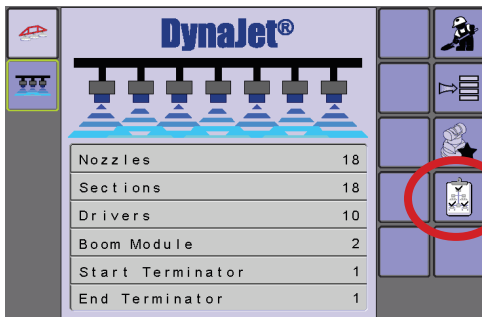 DynaJet®
Nozzles 18
Sections 18
Drivers 10
Boom Module 2
Start Terminator 1
End Terminator 1